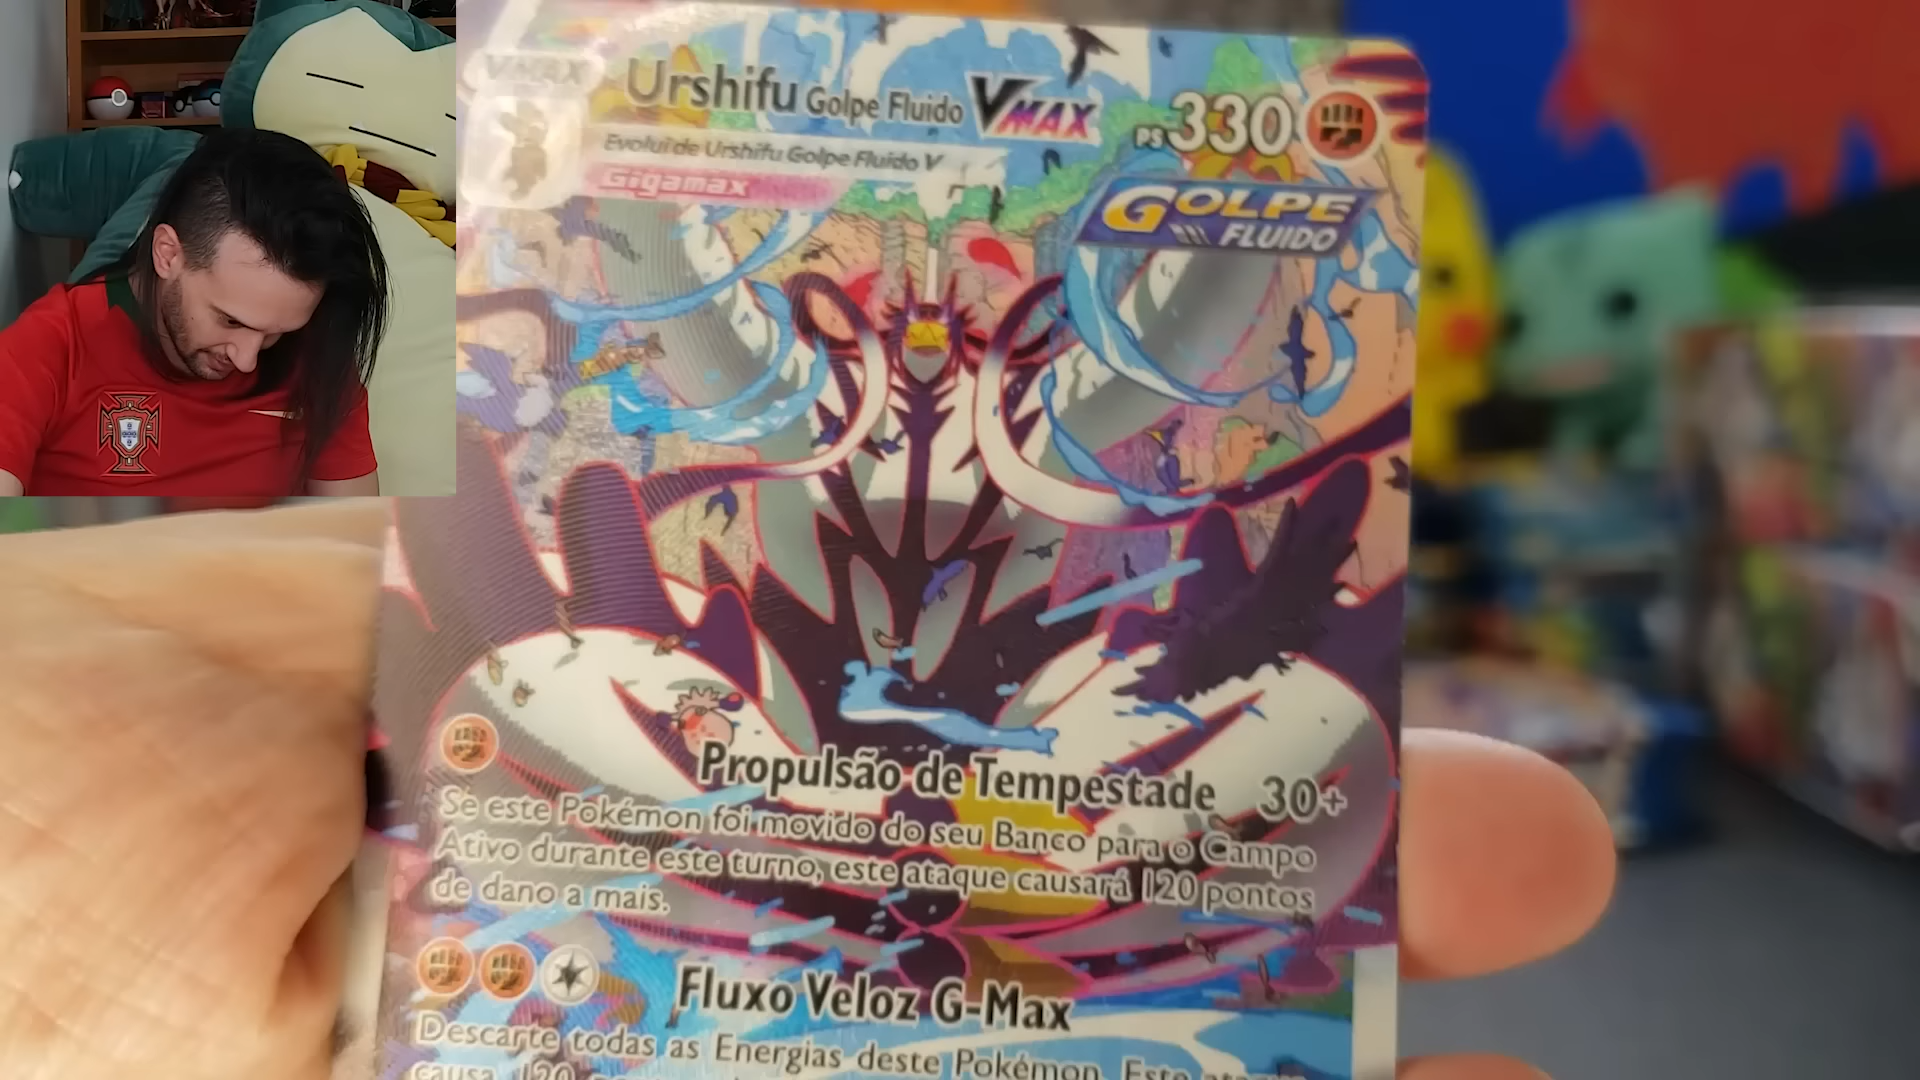 VMAX
Urshifu Golpe Fluido VMAX PS 330
Evolui de Urshifu Golpe Fluido V
Gigamax
GOLPE
FLUIDO
Propulsão de Tempestade 30+
Se este Pokémon foi movido do seu Banco para o Campo
Ativo durante este turno, este ataque causará 120 pontos
de dano a mais.
Fluxo Veloz G-Max
Descarte todas as Energias deste Pokémon. Este
causa 120